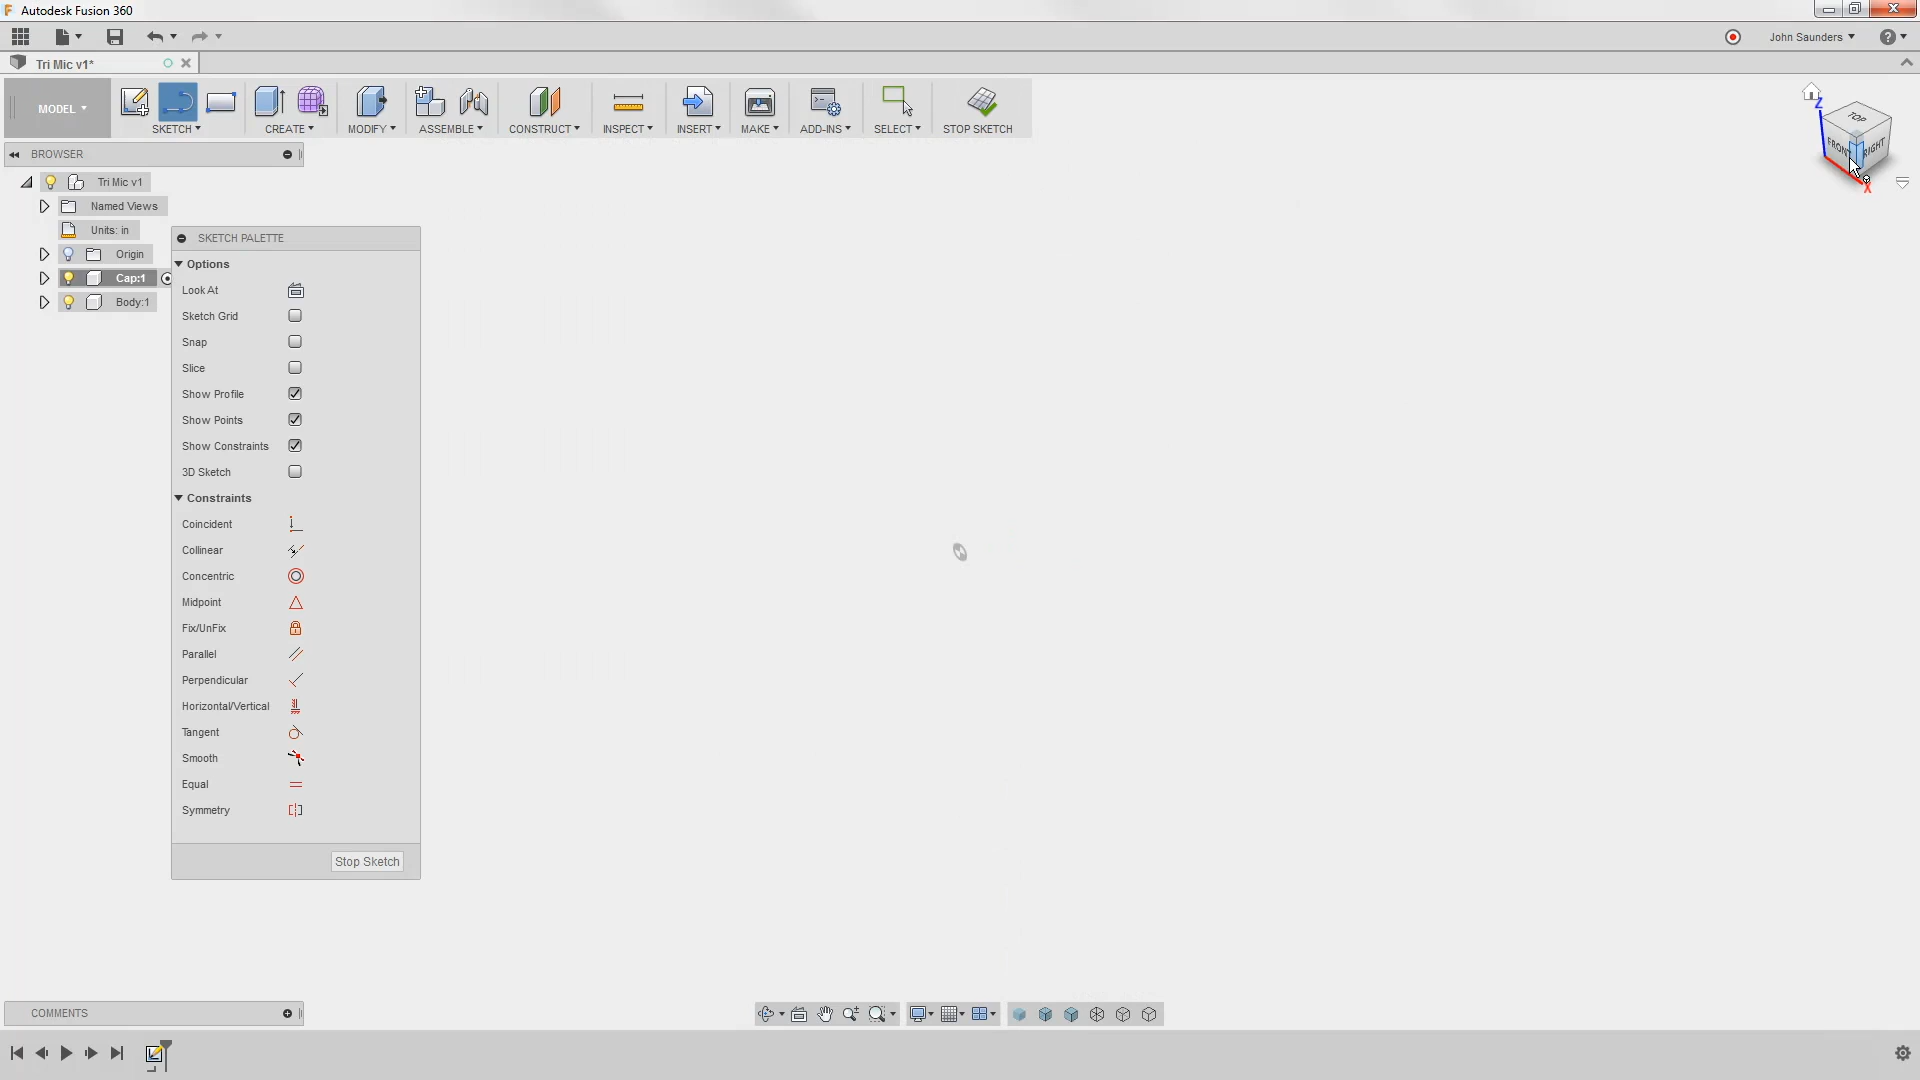 Autodesk Fusion 360
John Saunders
Tri Mic v1*
MODEL
SKETCH
CREATE
MODIFY
ASSEMBLE
CONSTRUCT
INSPECT
INSERT
MAKE
ADD-INS
SELECT
STOP SKETCH
Z
TOP
FRONT
RIGHT
X
BROWSER
Tri Mic v1
Named Views
Units: in
Origin
Cap:1
Body:1
SKETCH PALETTE
Options
Look At
Sketch Grid
Snap
Slice
Show Profile
Show Points
Show Constraints
3D Sketch
Constraints
Coincident
Collinear
Concentric
Midpoint
Fix/UnFix
Parallel
Perpendicular
Horizontal/Vertical
Tangent
Smooth
Equal
Symmetry
Stop Sketch
COMMENTS